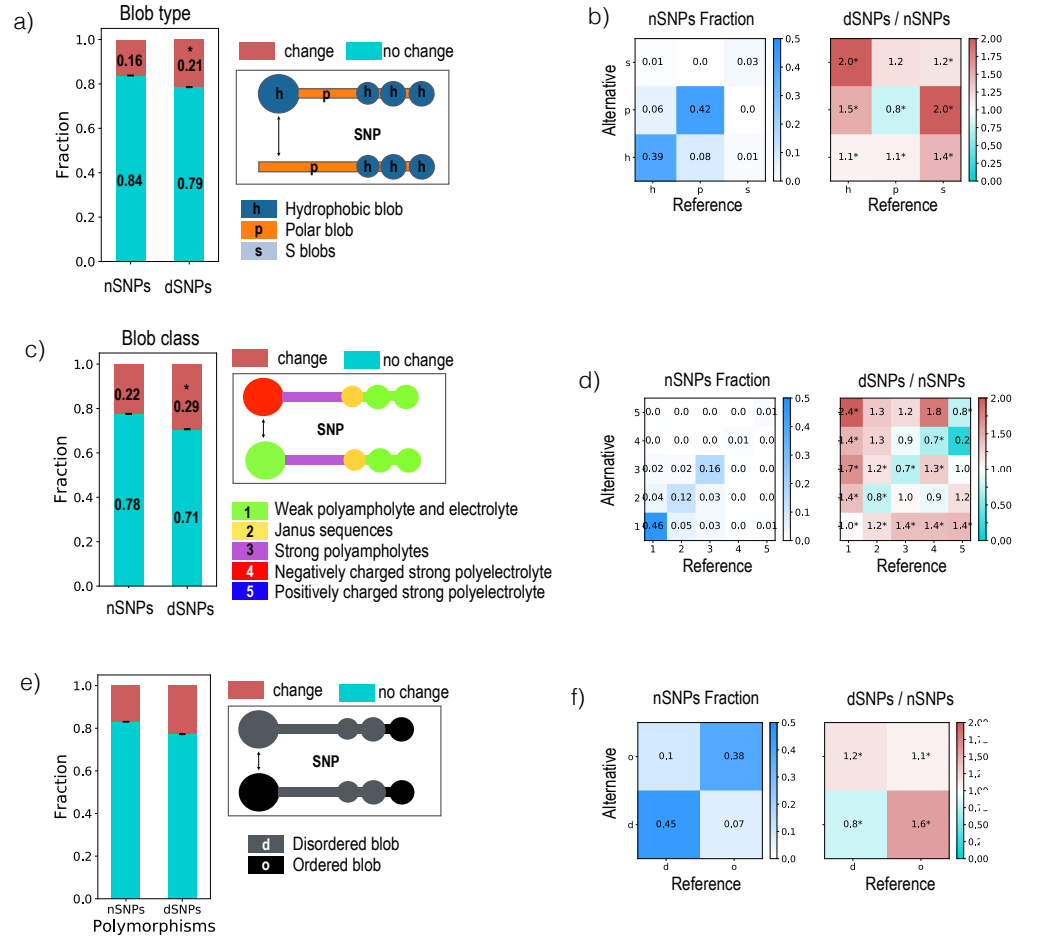 a)
Blob type
1.0
0.8
0.6
0.4
0.2
0.0
Fraction
0.16
*
0.21
0.84
0.79
nSNPs
dSNPs
change
no change
h
p
h
h
h
SNP
p
h
h
h
h Hydrophobic blob
p Polar blob
s S blobs
b)
nSNPs Fraction
Alternative
s 0.01 0.0 0.03
p 0.06 0.42 0.0
h 0.39 0.08 0.01
h p s
Reference
0.5
0.4
0.3
0.2
0.1
0.0
dSNPs / nSNPs
2.0* 1.2 1.2*
1.5* 0.8* 2.0*
1.1* 1.1* 1.4*
h p s
Reference
2.00
1.75
1.50
1.25
1.00
0.75
0.50
0.25
0.00
c)
Blob class
1.0
0.8
0.6
0.4
0.2
0.0
Fraction
0.22
*
0.29
0.78
0.71
nSNPs
dSNPs
change
no change
SNP
1 Weak polyampholyte and electrolyte
2 Janus sequences
3 Strong polyampholytes
4 Negatively charged strong polyelectrolyte
5 Positively charged strong polyelectrolyte
d)
nSNPs Fraction
Alternative
5 0.0 0.0 0.0 0.0 0.01
4 0.0 0.0 0.0 0.01 0.0
3 0.02 0.02 0.16 0.0 0.0
2 0.04 0.12 0.03 0.0 0.0
1 0.46 0.05 0.03 0.0 0.01
1 2 3 4 5
Reference
0.5
0.4
0.3
0.2
0.1
0.0
dSNPs / nSNPs
2.4* 1.3 1.2 1.8 0.8*
1.4* 1.3 0.9 0.7* 0.2
1.7* 1.2* 0.7* 1.3* 1.0
1.4* 0.8* 1.0 0.9 1.2
1.0* 1.2* 1.4* 1.4* 1.4*
1 2 3 4 5
Reference
2.00
1.75
1.50
1.25
1.00
0.75
0.50
0.25
0.00
e)
1.0
0.8
0.6
0.4
0.2
0.0
Fraction
nSNPs
dSNPs
Polymorphisms
change
no change
SNP
d Disordered blob
o Ordered blob
f)
nSNPs Fraction
Alternative
o 0,1 0,38
d 0,45 0,07
d o
Reference
0.5
0.4
0.3
0.2
0.1
0.0
dSNPs / nSNPs
1,2* 1,1*
0,8* 1,6*
d o
Reference